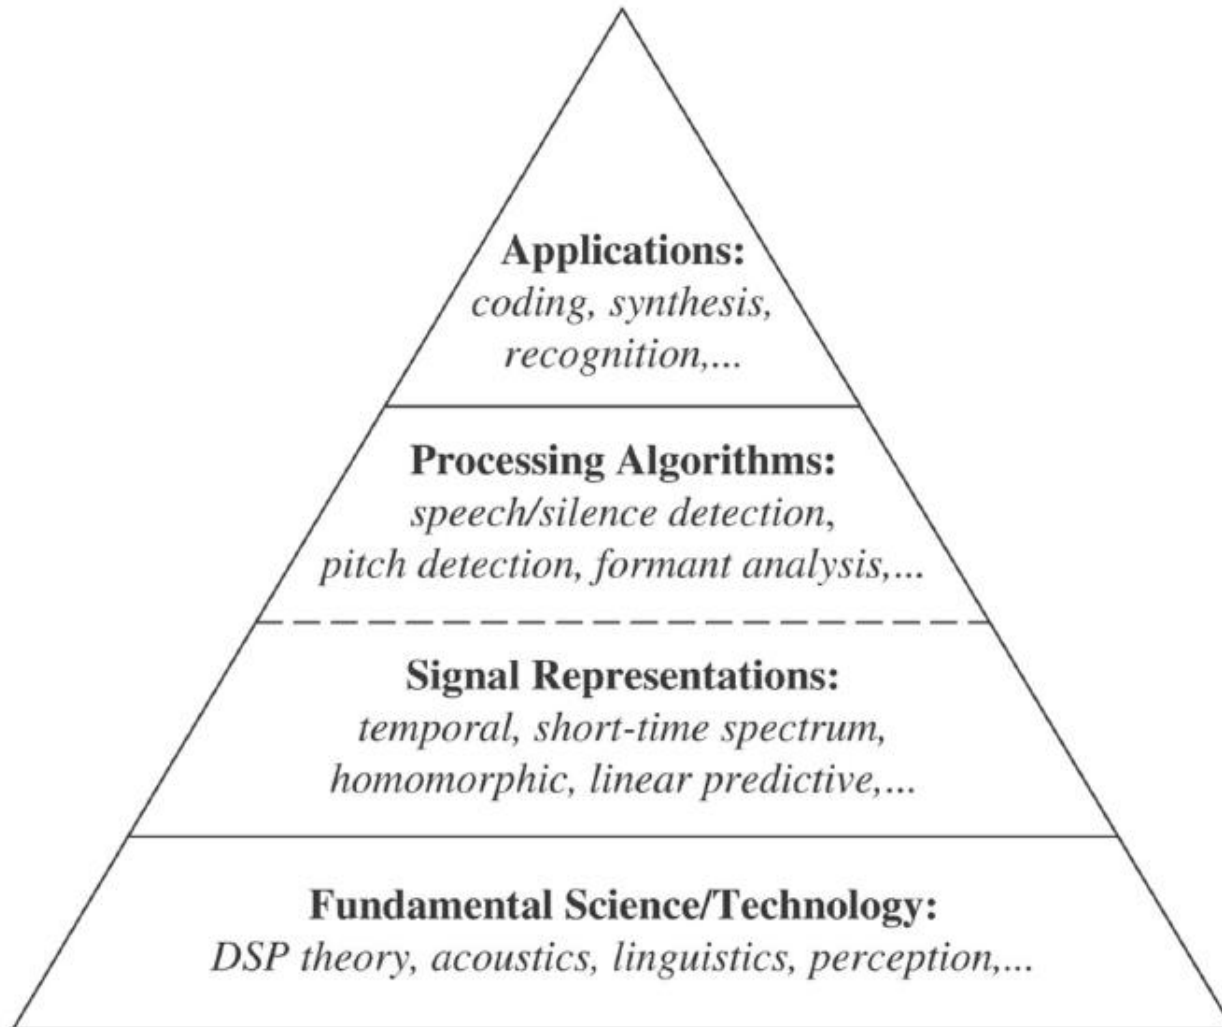 Applications:
coding, synthesis,
recognition,...
Processing Algorithms:
speech/silence detection,
pitch detection, formant analysis,...
Signal Representations:
temporal, short-time spectrum,
homomorphic, linear predictive,...
Fundamental Science/Technology:
DSP theory, acoustics, linguistics, perception,...